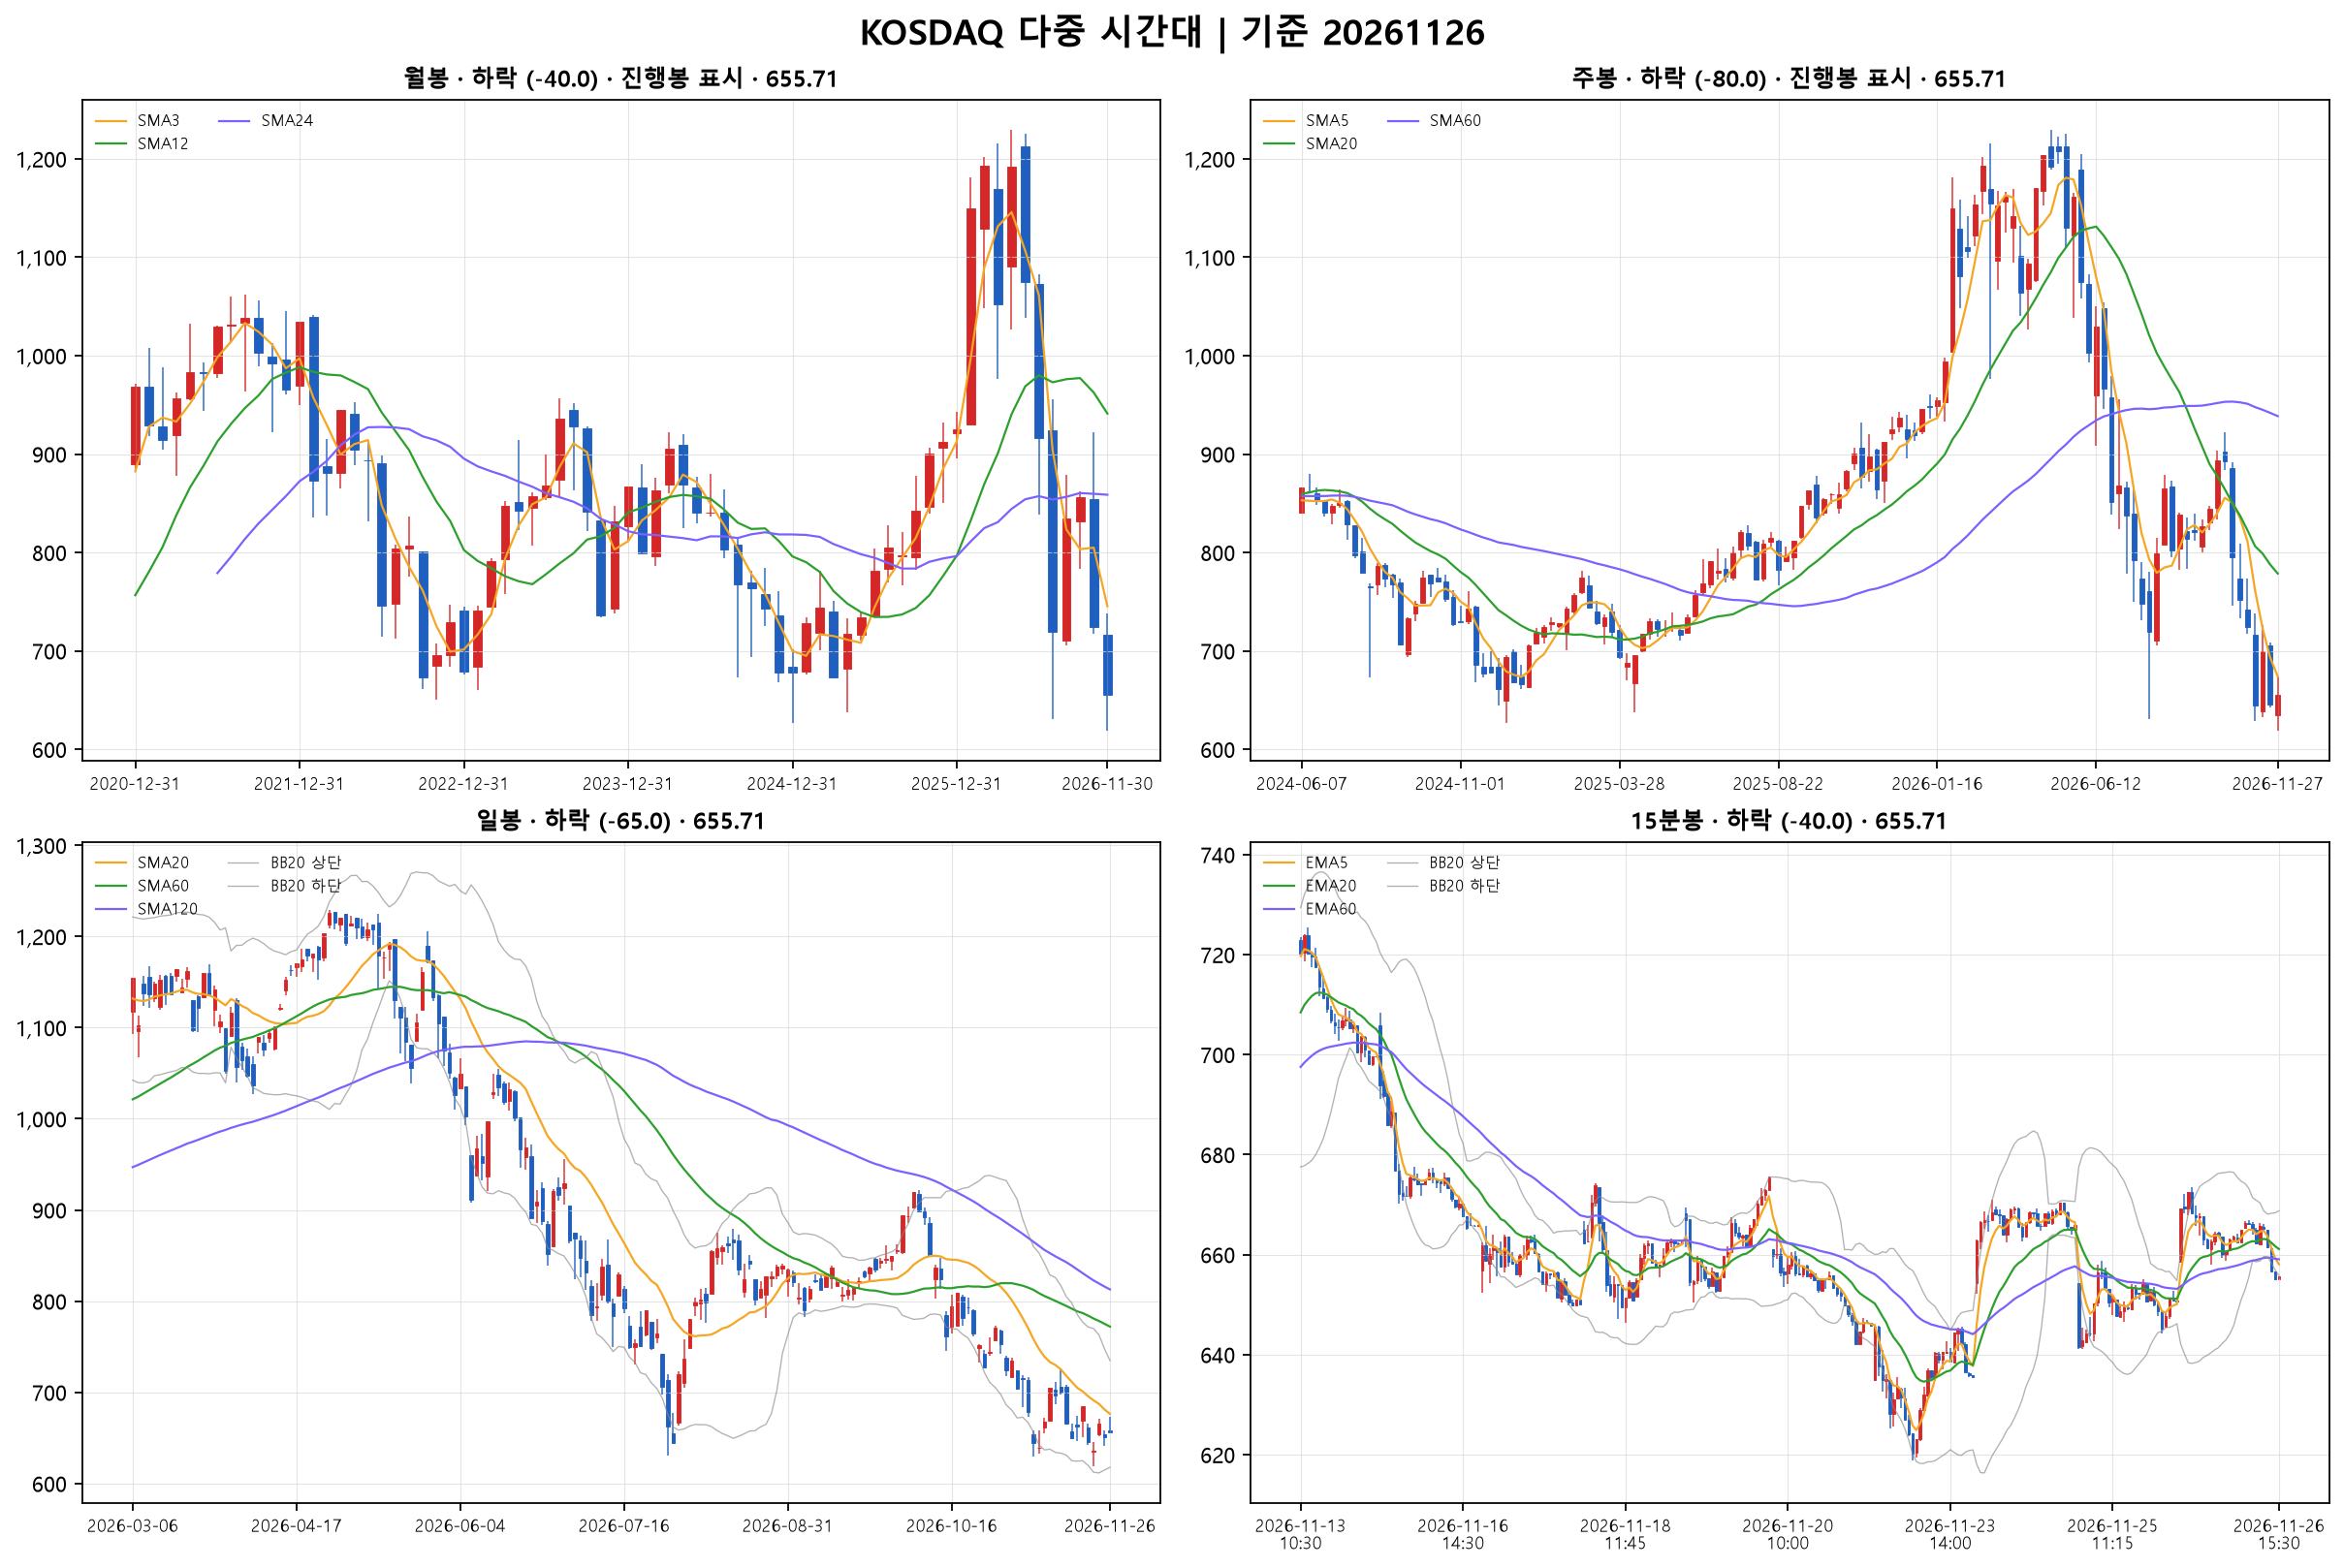 KOSDAQ 다중 시간대 | 기준 20261126
월봉 · 하락 (-40.0) · 진행봉 표시 · 655.71
SMA3 SMA24
SMA12
1,200
1,100
1,000
900
800
700
600
2020-12-31 2021-12-31 2022-12-31 2023-12-31 2024-12-31 2025-12-31 2026-11-30
주봉 · 하락 (-80.0) · 진행봉 표시 · 655.71
SMA5 SMA60
SMA20
1,200
1,100
1,000
900
800
700
600
2024-06-07 2024-11-01 2025-03-28 2025-08-22 2026-01-16 2026-06-12 2026-11-27
일봉 · 하락 (-65.0) · 655.71
SMA20 BB20 상단
SMA60 BB20 하단
SMA120
1,300
1,200
1,100
1,000
900
800
700
600
2026-03-06 2026-04-17 2026-06-04 2026-07-16 2026-08-31 2026-10-16 2026-11-26
15분봉 · 하락 (-40.0) · 655.71
EMA5 BB20 상단
EMA20 BB20 하단
EMA60
740
720
700
680
660
640
620
2026-11-13 2026-11-16 2026-11-18 2026-11-20 2026-11-23 2026-11-25 2026-11-26
10:30 14:30 11:45 10:00 14:00 11:15 15:30